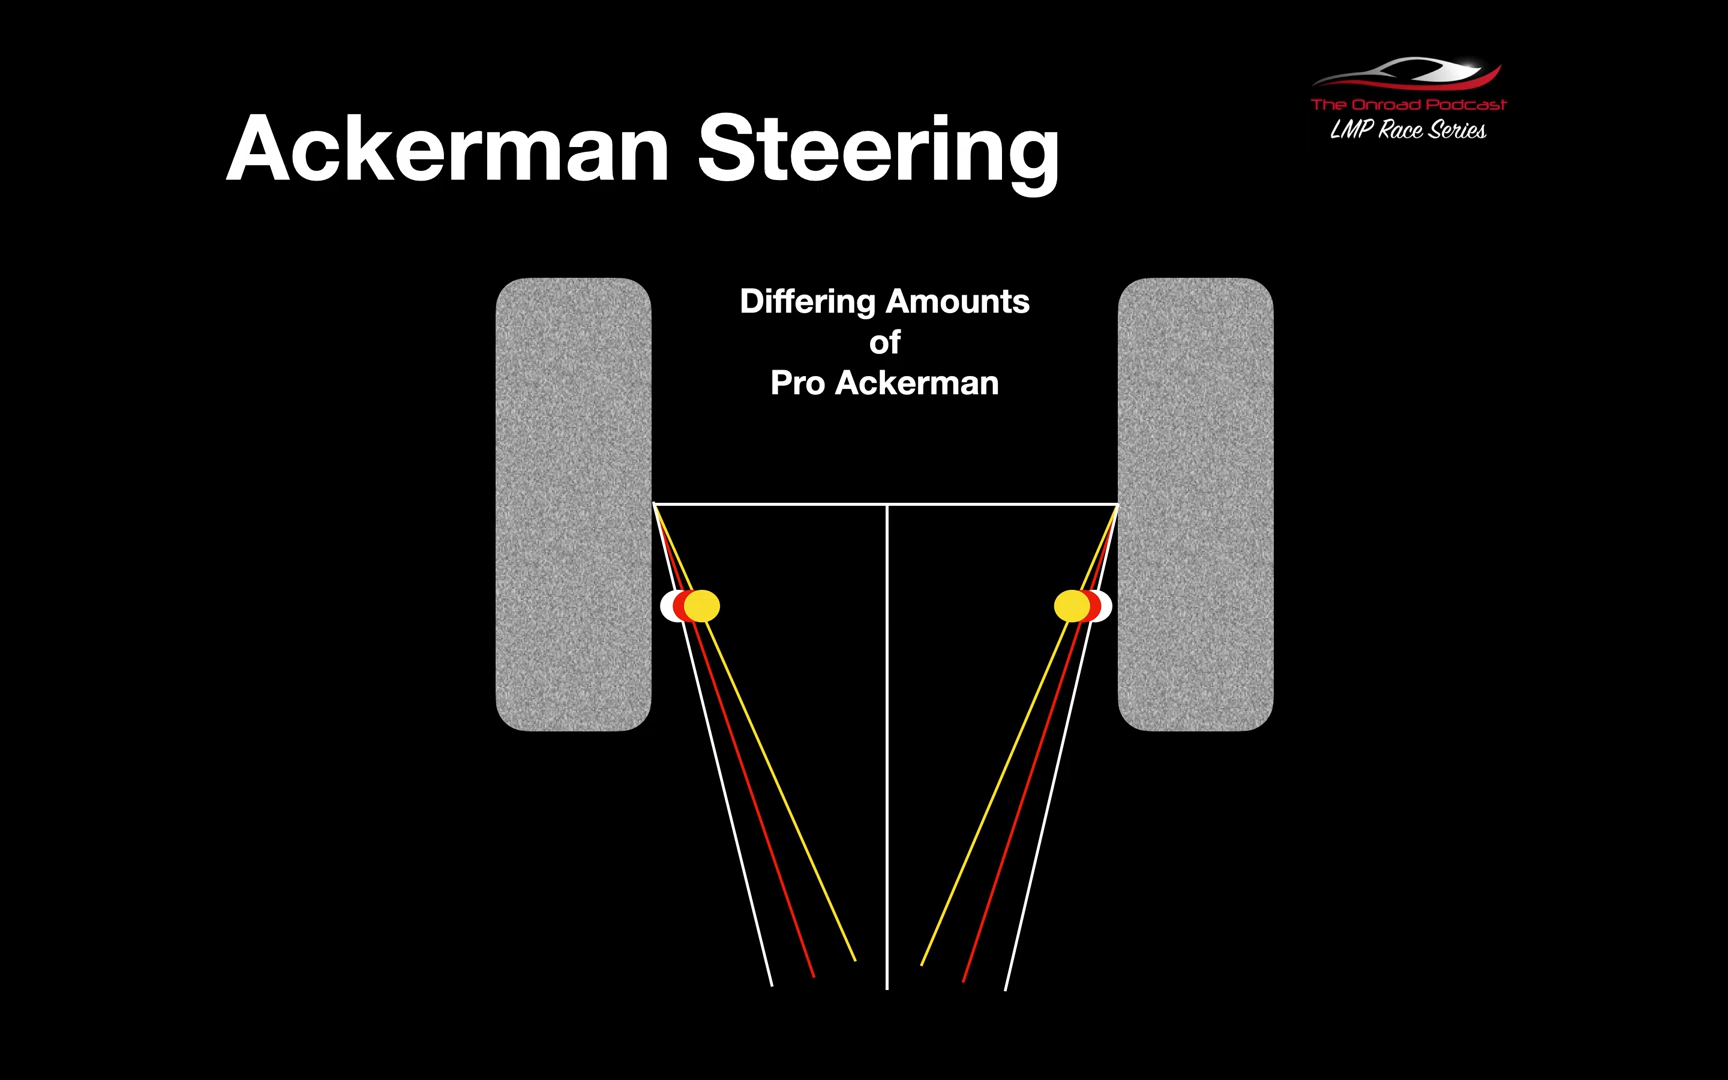 The Onroad Podcast
LMP Race Series
Ackerman Steering
Differing Amounts
of
Pro Ackerman